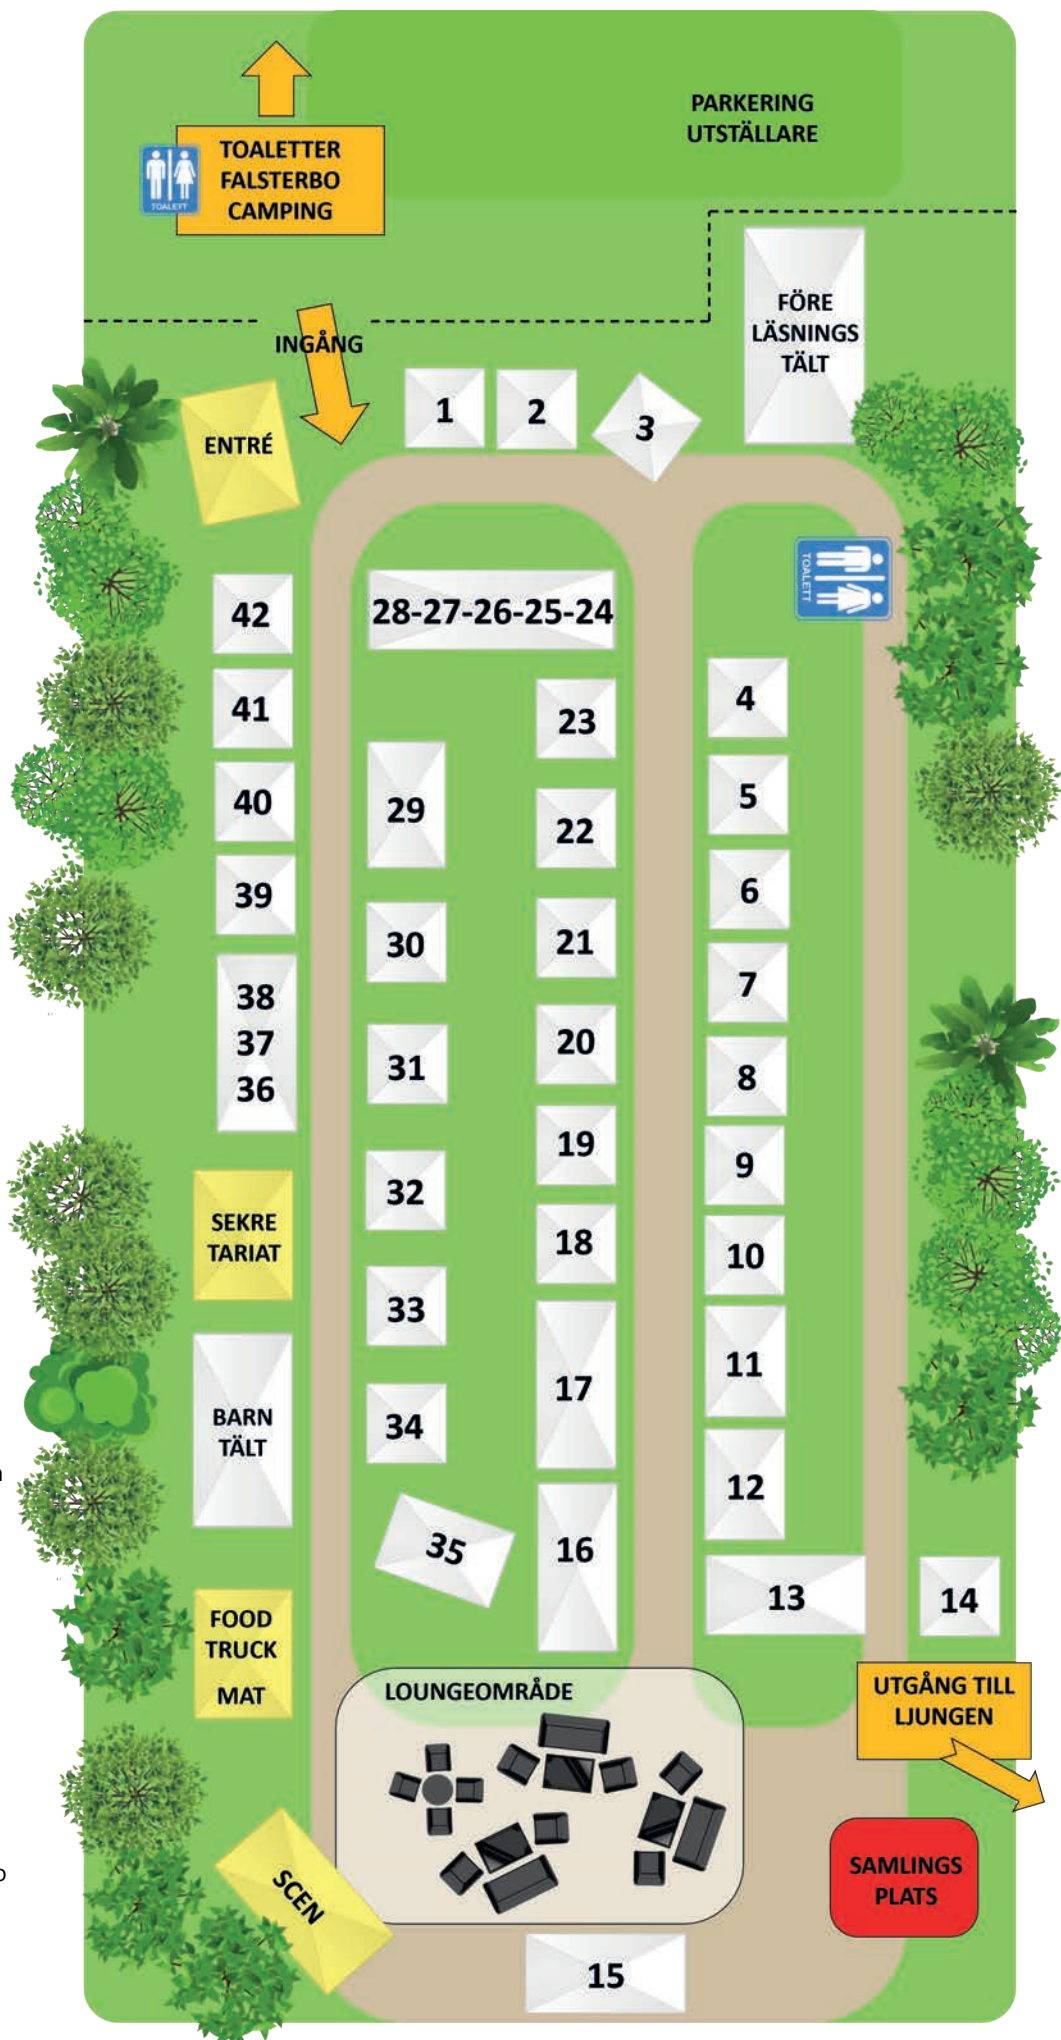 PARKERING
UTSTÄLLARE
TOALETTER
FALSTERBO
CAMPING
TOALETT
FÖRE
LÄSNINGS
TÄLT
INGÅNG
ENTRÉ
1
2
3
TOALETT
42
28-27-26-25-24
41
23
4
40
29
22
5
39
30
21
6
38
37
36
31
20
7
8
32
19
9
SEKRE
TARIAT
33
18
10
BARN
TÄLT
34
17
11
35
16
12
13
14
FOOD
TRUCK
MAT
LOUNGEOMRÅDE
UTGÅNG TILL
LJUNGEN
SAMLINGS
PLATS
SCEN
15